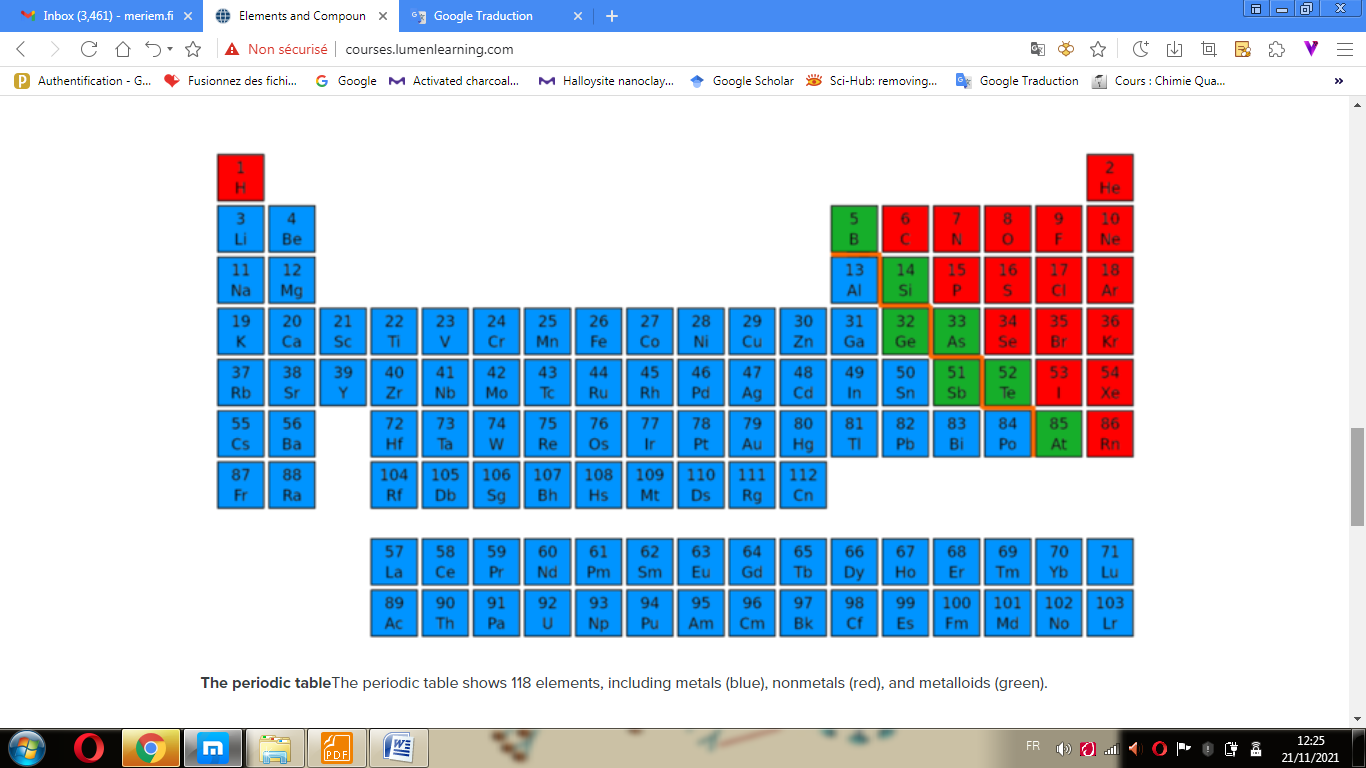 Inbox (3,461) - meriem.fi
Elements and Compoun
Google Traduction
Non sécurisé courses.lumenlearning.com
Authentification - G... Fusionnez des fichi... Google Activated charcoal... Halloysite nanoclay... Google Scholar Sci-Hub: removing... Google Traduction Cours : Chimie Qua... »
1 2
H He
3 4 5 6 7 8 9 10
Li Be B C N O F Ne
11 12 13 14 15 16 17 18
Na Mg Al Si P S Cl Ar
19 20 21 22 23 24 25 26 27 28 29 30 31 32 33 34 35 36
K Ca Sc Ti V Cr Mn Fe Co Ni Cu Zn Ga Ge As Se Br Kr
37 38 39 40 41 42 43 44 45 46 47 48 49 50 51 52 53 54
Rb Sr Y Zr Nb Mo Tc Ru Rh Pd Ag Cd In Sn Sb Te I Xe
55 56 72 73 74 75 76 77 78 79 80 81 82 83 84 85 86
Cs Ba Hf Ta W Re Os Ir Pt Au Hg Tl Pb Bi Po At Rn
87 88 104 105 106 107 108 109 110 111 112
Fr Ra Rf Db Sg Bh Hs Mt Ds Rg Cn
57 58 59 60 61 62 63 64 65 66 67 68 69 70 71
La Ce Pr Nd Pm Sm Eu Gd Tb Dy Ho Er Tm Yb Lu
89 90 91 92 93 94 95 96 97 98 99 100 101 102 103
Ac Th Pa U Np Pu Am Cm Bk Cf Es Fm Md No Lr
The periodic tableThe periodic table shows 118 elements, including metals (blue), nonmetals (red), and metalloids (green).
PDF
FR
12:25
21/11/2021